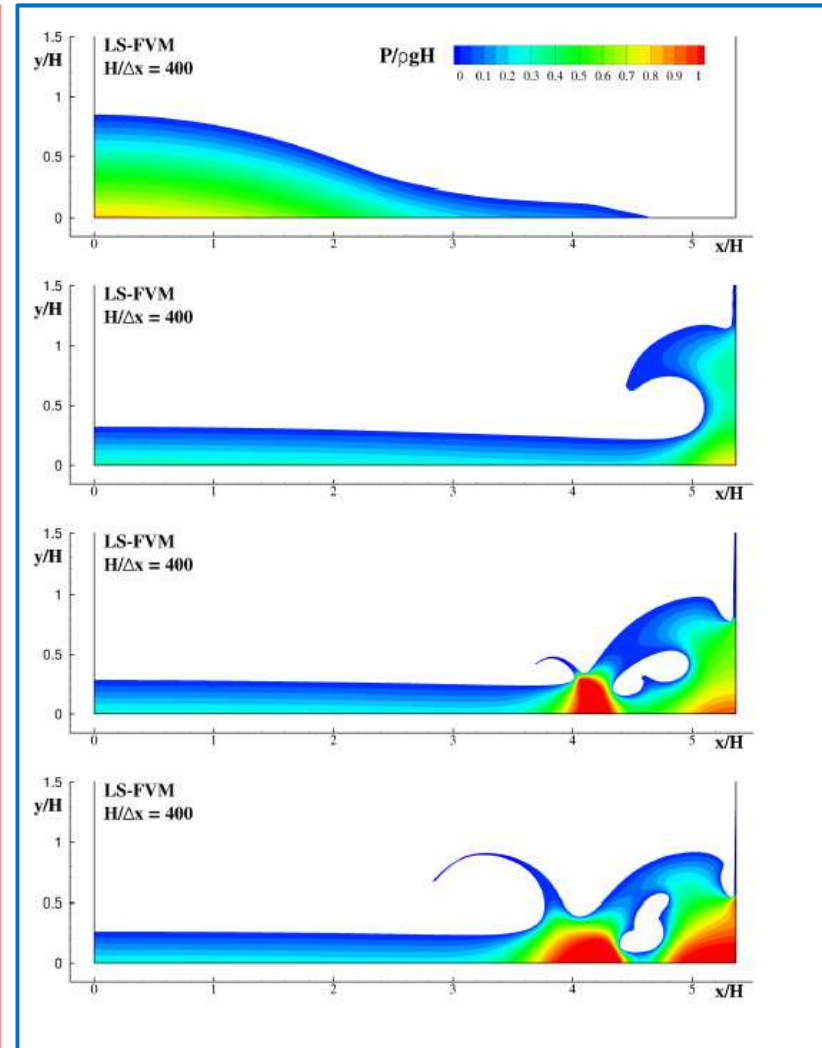 1.5 LS-FVM
y/H H/Δx = 400
P/ρgH
0 0.1 0.2 0.3 0.4 0.5 0.6 0.7 0.8 0.9 1
1
0.5
0
0 1 2 3 4 5 x/H
1.5 LS-FVM
y/H H/Δx = 400
1
0.5
0
0 1 2 3 4 5 x/H
1.5 LS-FVM
y/H H/Δx = 400
1
0.5
0
0 1 2 3 4 5 x/H
1.5 LS-FVM
y/H H/Δx = 400
1
0.5
0
0 1 2 3 4 5 x/H